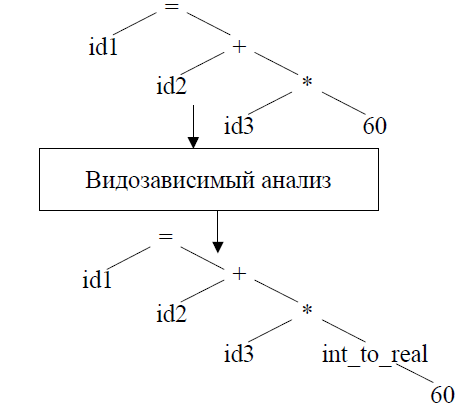 =
id1
+
id2
*
id3 60
Видозависимый анализ
=
id1
+
id2
*
id3 int_to_real
60